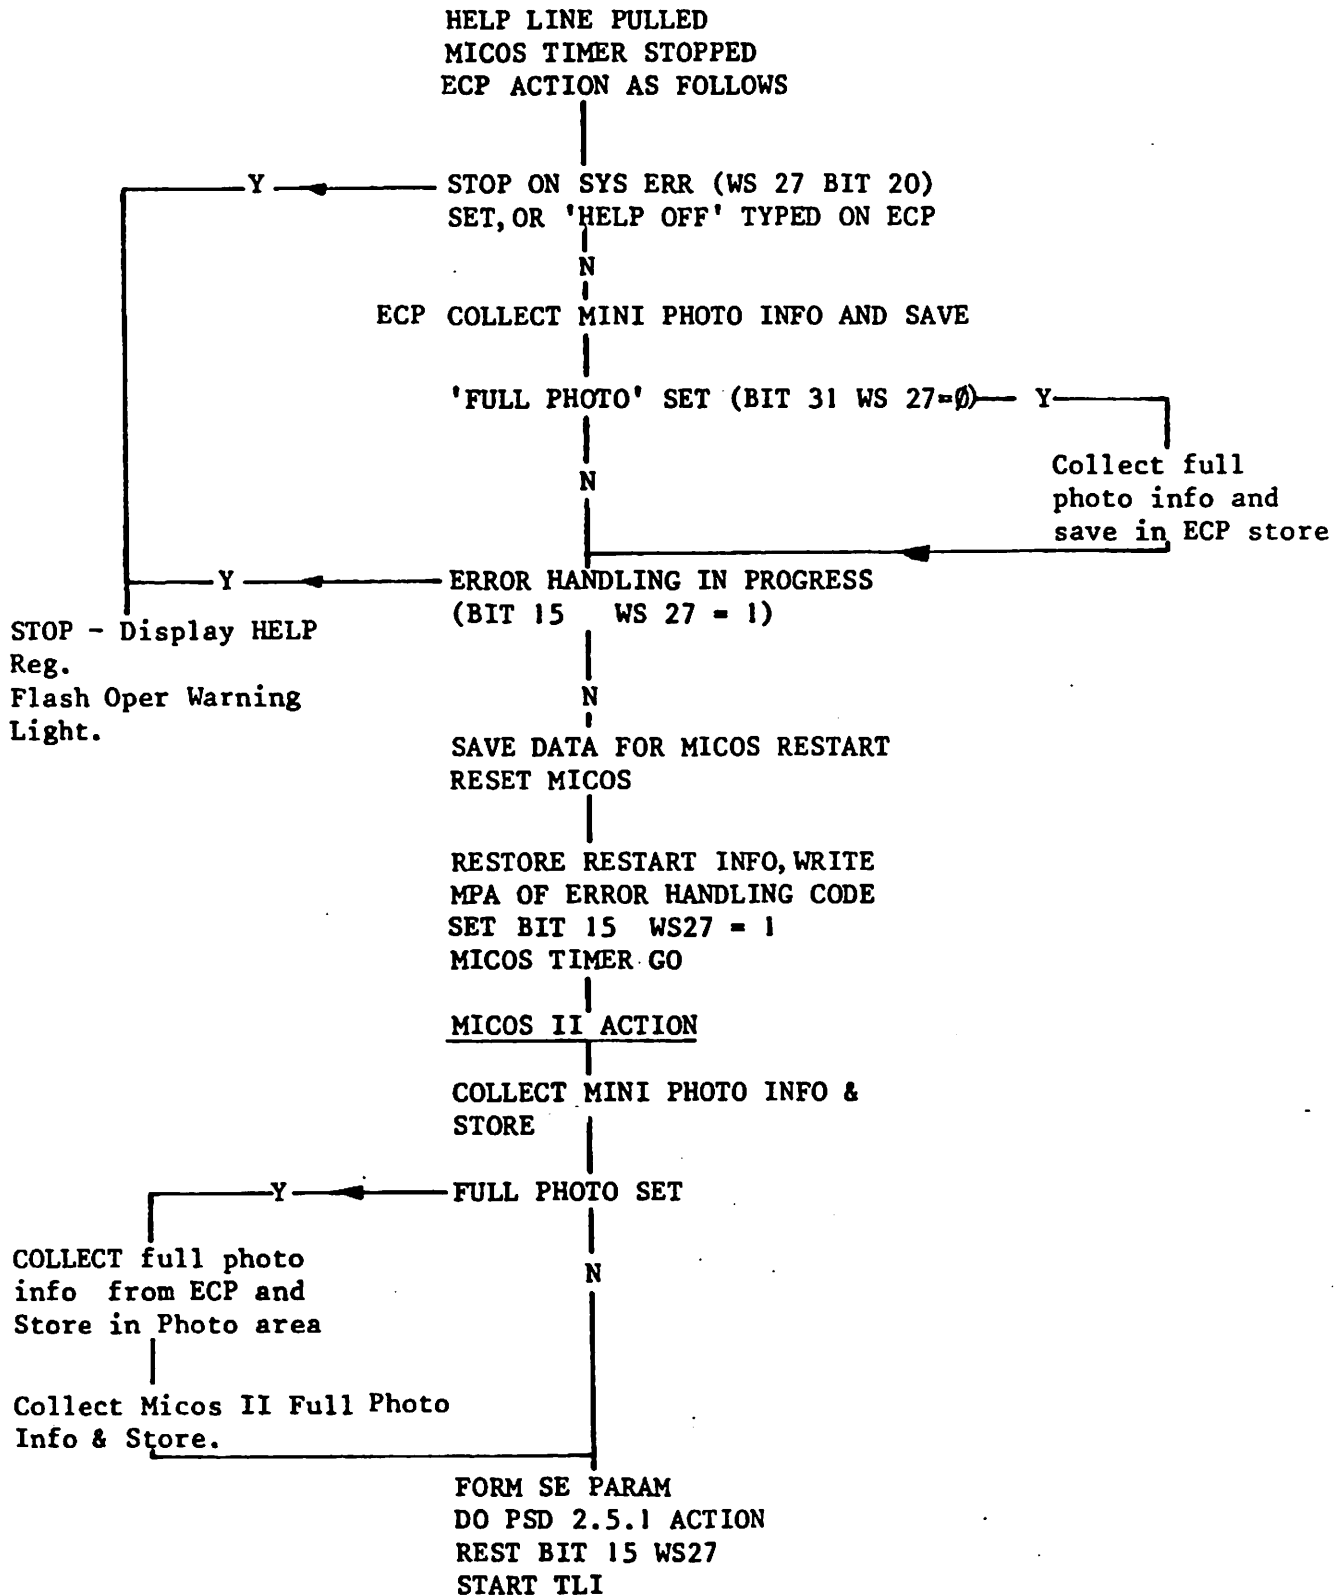 HELP LINE PULLED
MICOS TIMER STOPPED
ECP ACTION AS FOLLOWS
Y
STOP ON SYS ERR (WS 27 BIT 20)
SET, OR 'HELP OFF' TYPED ON ECP
N
ECP COLLECT MINI PHOTO INFO AND SAVE
'FULL PHOTO' SET (BIT 31 WS 27=Ø)
Y
Collect full
photo info and
save in ECP store
N
Y
ERROR HANDLING IN PROGRESS
(BIT 15 WS 27 = 1)
STOP - Display HELP
Reg.
Flash Oper Warning
Light.
N
SAVE DATA FOR MICOS RESTART
RESET MICOS
RESTORE RESTART INFO, WRITE
MPA OF ERROR HANDLING CODE
SET BIT 15 WS27 = 1
MICOS TIMER GO
MICOS II ACTION
COLLECT MINI PHOTO INFO &
STORE
Y
FULL PHOTO SET
COLLECT full photo
info from ECP and
Store in Photo area
N
Collect Micos II Full Photo
Info & Store.
FORM SE PARAM
DO PSD 2.5.1 ACTION
REST BIT 15 WS27
START TLI